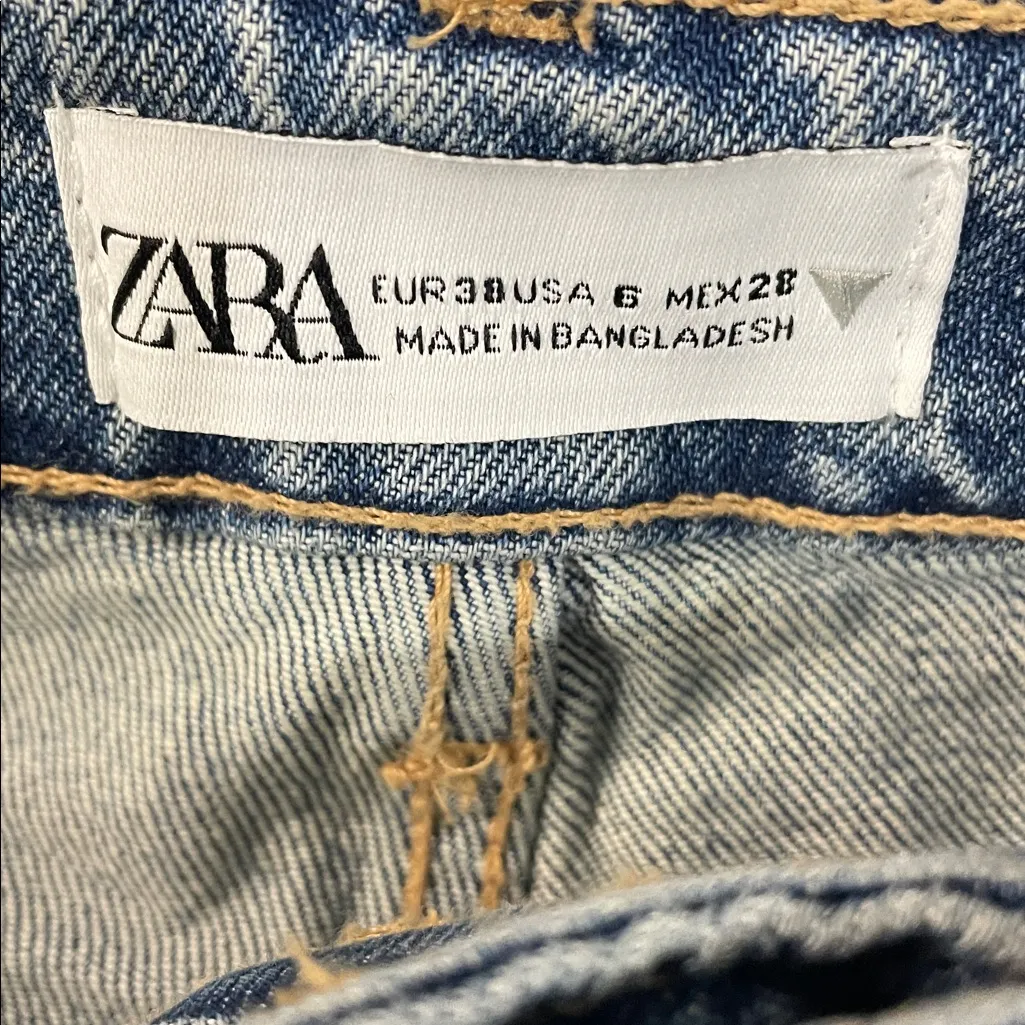 ZARA
EUR 38 USA 6 MEX 28
MADE IN BANGLADESH